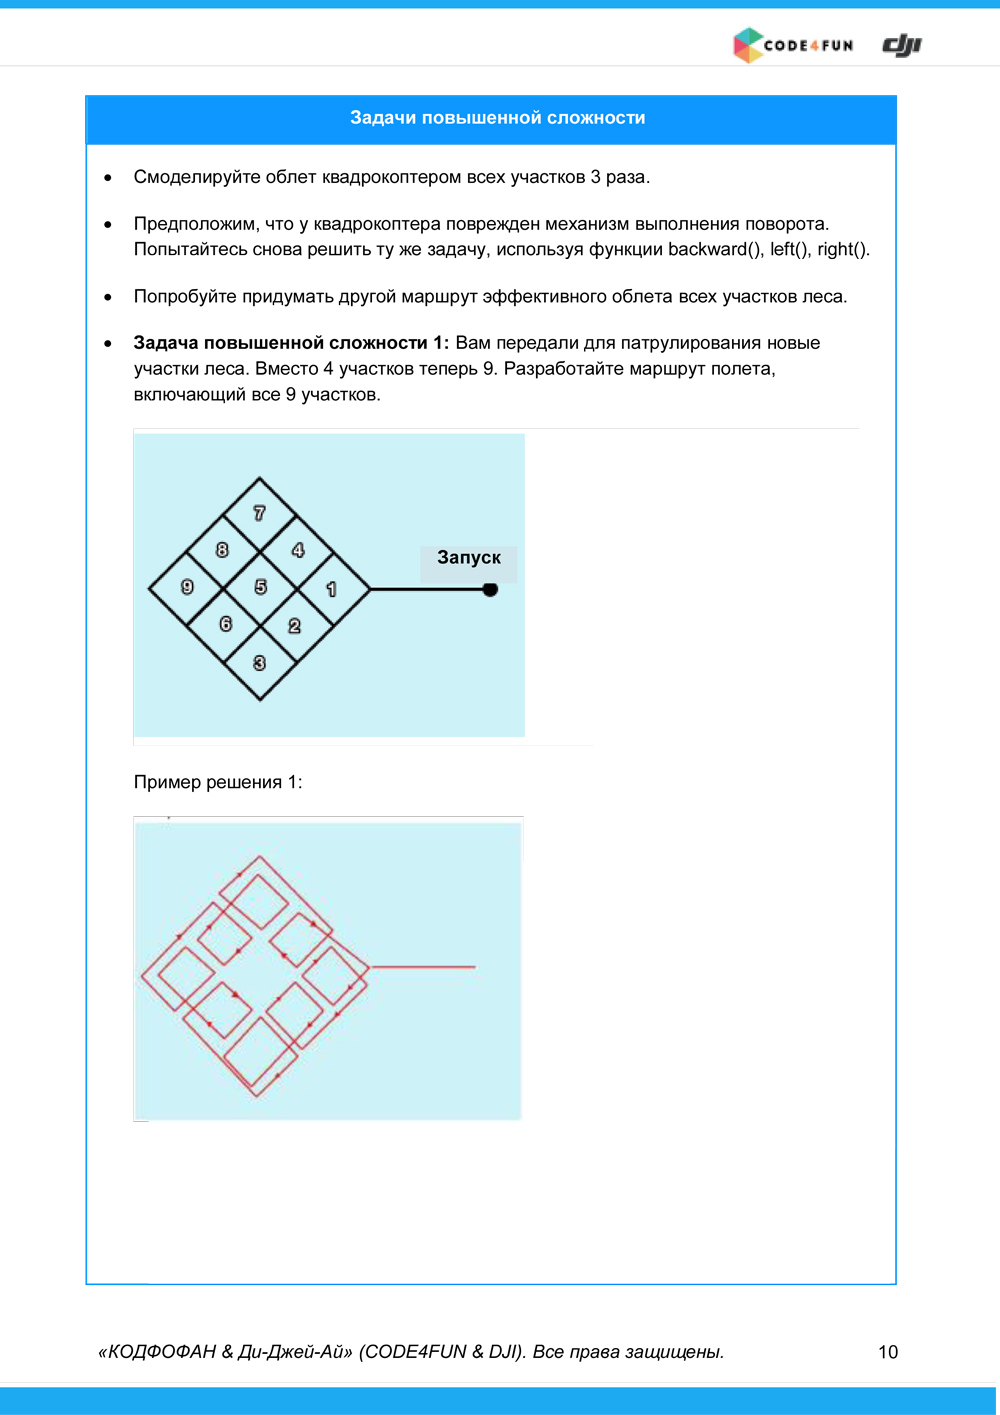 CODE4FUN dji
Задачи повышенной сложности
• Смоделируйте облет квадрокоптером всех участков 3 раза.
• Предположим, что у квадрокоптера поврежден механизм выполнения поворота.
Попытайтесь снова решить ту же задачу, используя функции backward(), left(), right().
• Попробуйте придумать другой маршрут эффективного облета всех участков леса.
• Задача повышенной сложности 1: Вам передали для патрулирования новые
участки леса. Вместо 4 участков теперь 9. Разработайте маршрут полета,
включающий все 9 участков.
7
8 4
Запуск
9 5 1
6 2
3
Пример решения 1:
«КОДФОФАН & Ди-Джей-Ай» (CODE4FUN & DJI). Все права защищены. 10